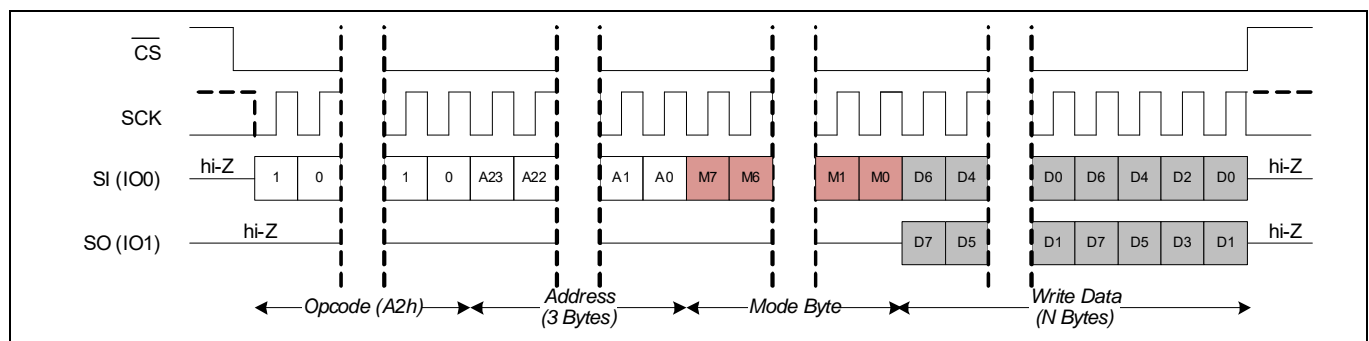 CS
SCK
SI (IO0) hi-Z 1 0 1 0 A23 A22 A1 A0 M7 M6 M1 M0 D6 D4 D0 D6 D4 D2 D0 hi-Z
SO (IO1) hi-Z D7 D5 D1 D7 D5 D3 D1 hi-Z
Opcode (A2h) Address (3 Bytes) Mode Byte Write Data (N Bytes)